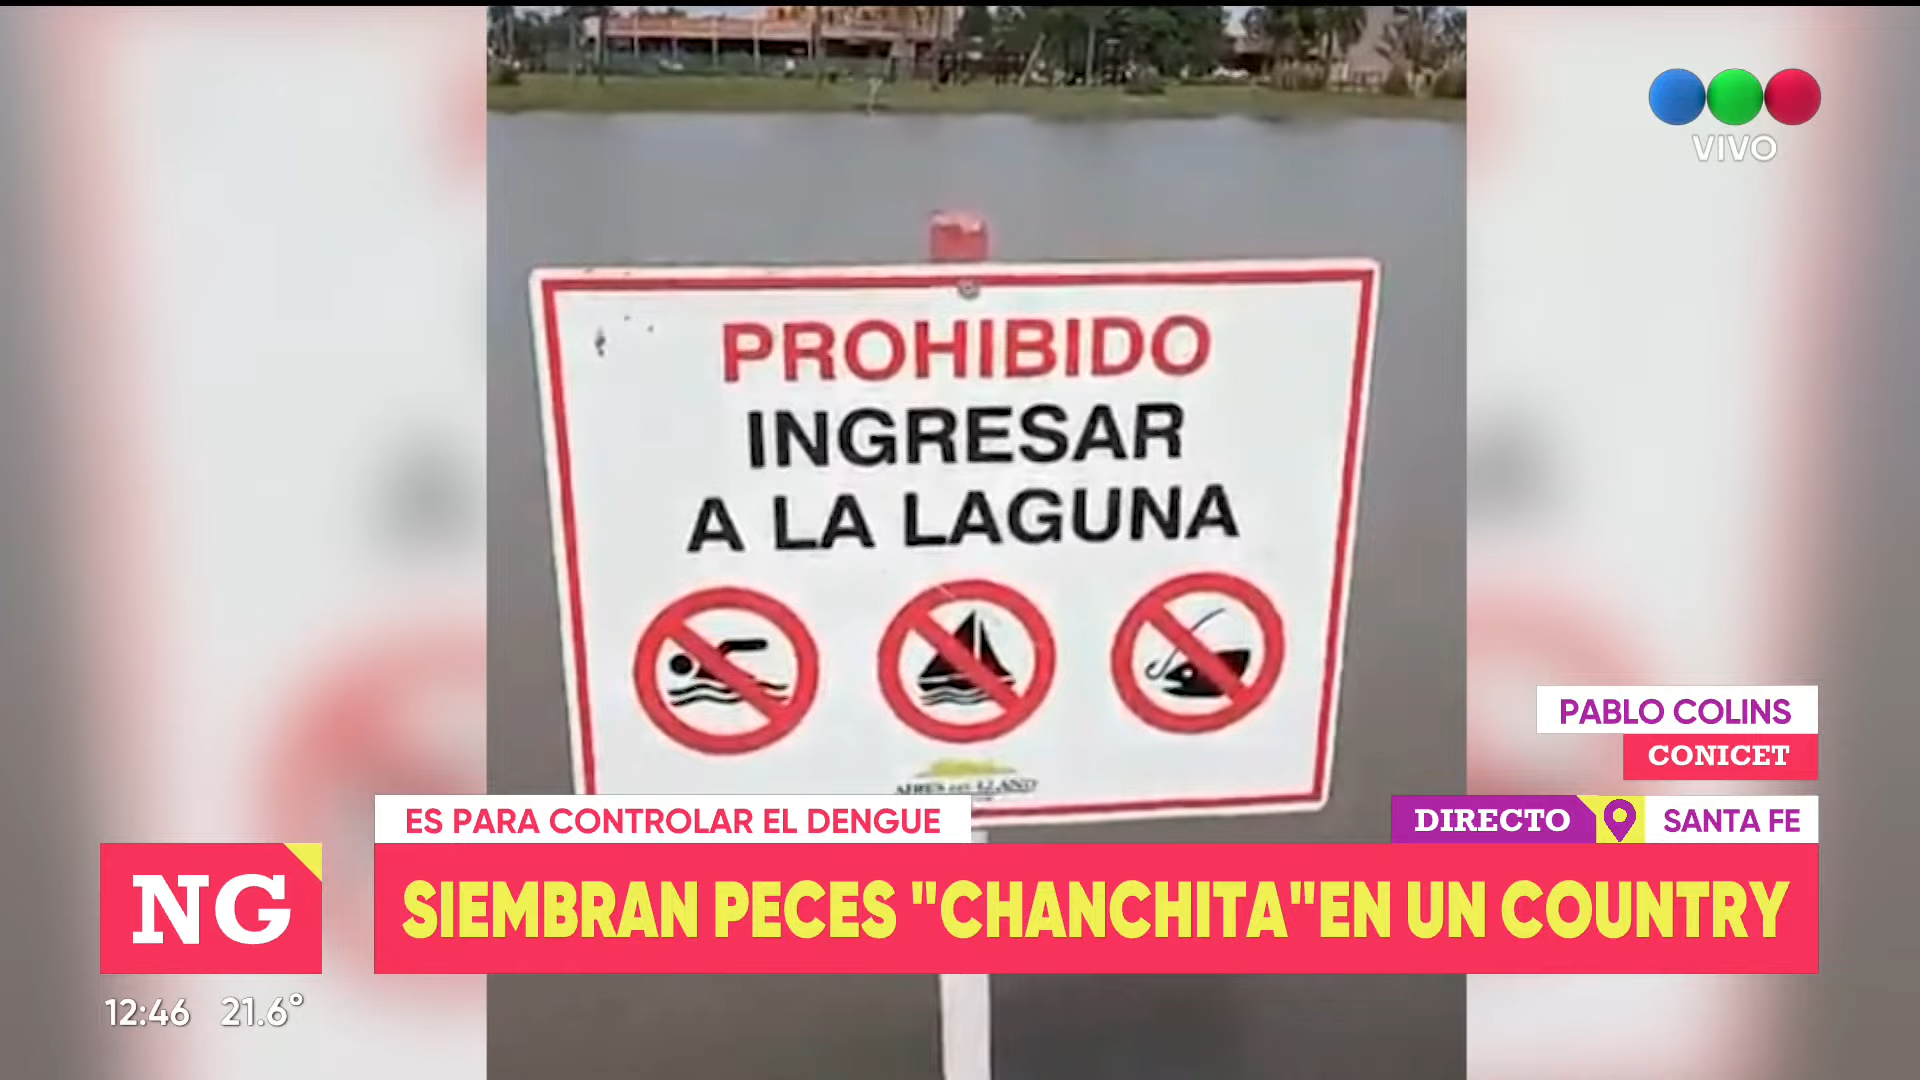 VIVO
PROHIBIDO
INGRESAR
A LA LAGUNA
PABLO COLINS
CONICET
ES PARA CONTROLAR EL DENGUE
DIRECTO
SANTA FE
NG
SIEMBRAN PECES "CHANCHITA"EN UN COUNTRY
12:46 21.6°